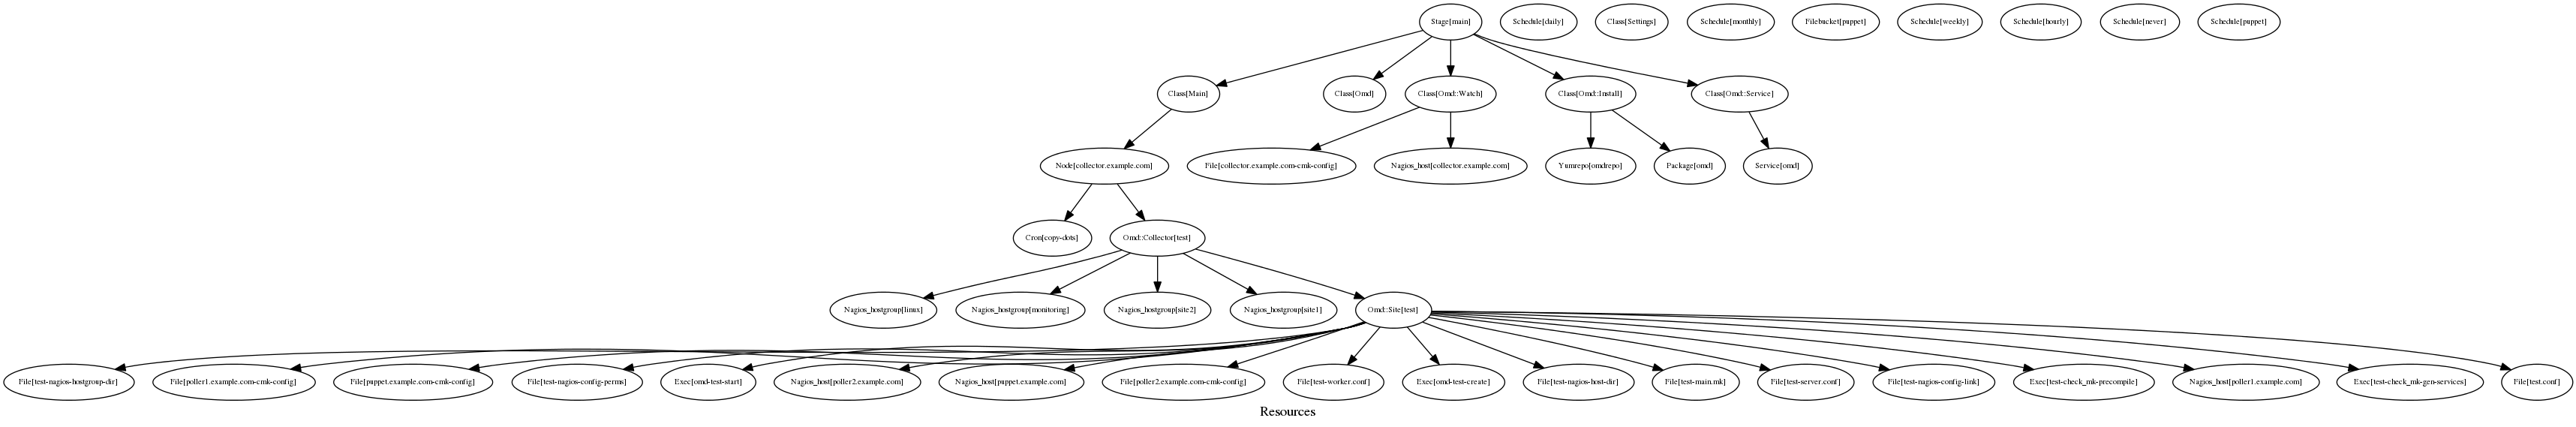 Stage[main]
Schedule[daily]
Class[Settings]
Schedule[monthly]
Filebucket[puppet]
Schedule[weekly]
Schedule[hourly]
Schedule[never]
Schedule[puppet]
Class[Main]
Class[Omd]
Class[Omd::Watch]
Class[Omd::Install]
Class[Omd::Service]
Node[collector.example.com]
File[collector.example.com-cmk-config]
Nagios_host[collector.example.com]
Yumrepo[omdrepo]
Package[omd]
Service[omd]
Cron[copy-dots]
Omd::Collector[test]
Nagios_hostgroup[linux]
Nagios_hostgroup[monitoring]
Nagios_hostgroup[site2]
Nagios_hostgroup[site1]
Omd::Site[test]
File[test-nagios-hostgroup-dir]
File[poller1.example.com-cmk-config]
File[puppet.example.com-cmk-config]
File[test-nagios-config-perms]
Exec[omd-test-start]
Nagios_host[poller2.example.com]
Nagios_host[puppet.example.com]
File[poller2.example.com-cmk-config]
File[test-worker.conf]
Exec[omd-test-create]
File[test-nagios-host-dir]
File[test-main.mk]
File[test-server.conf]
File[test-nagios-config-link]
Exec[test-check_mk-precompile]
Nagios_host[poller1.example.com]
Exec[test-check_mk-gen-services]
File[test.conf]
Resources